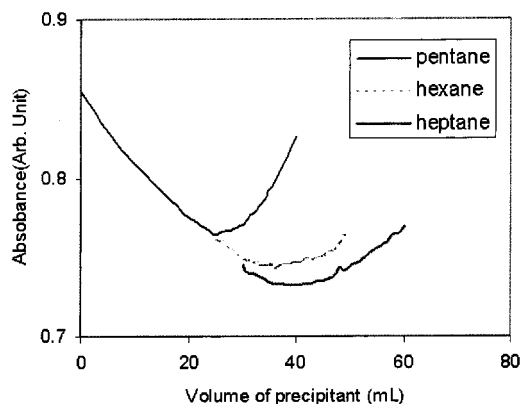 0.9
0.8
0.7
Absobance(Arb. Unit)
pentane
hexane
heptane
0 20 40 60 80
Volume of precipitant (mL)